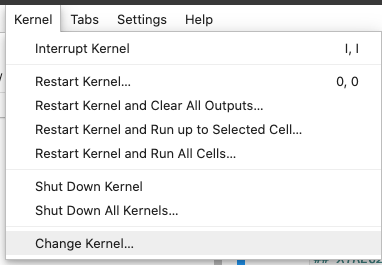 Kernel Tabs Settings Help
Interrupt Kernel I, I
Restart Kernel... 0, 0
Restart Kernel and Clear All Outputs...
Restart Kernel and Run up to Selected Cell...
Restart Kernel and Run All Cells...
Shut Down Kernel
Shut Down All Kernels...
Change Kernel...